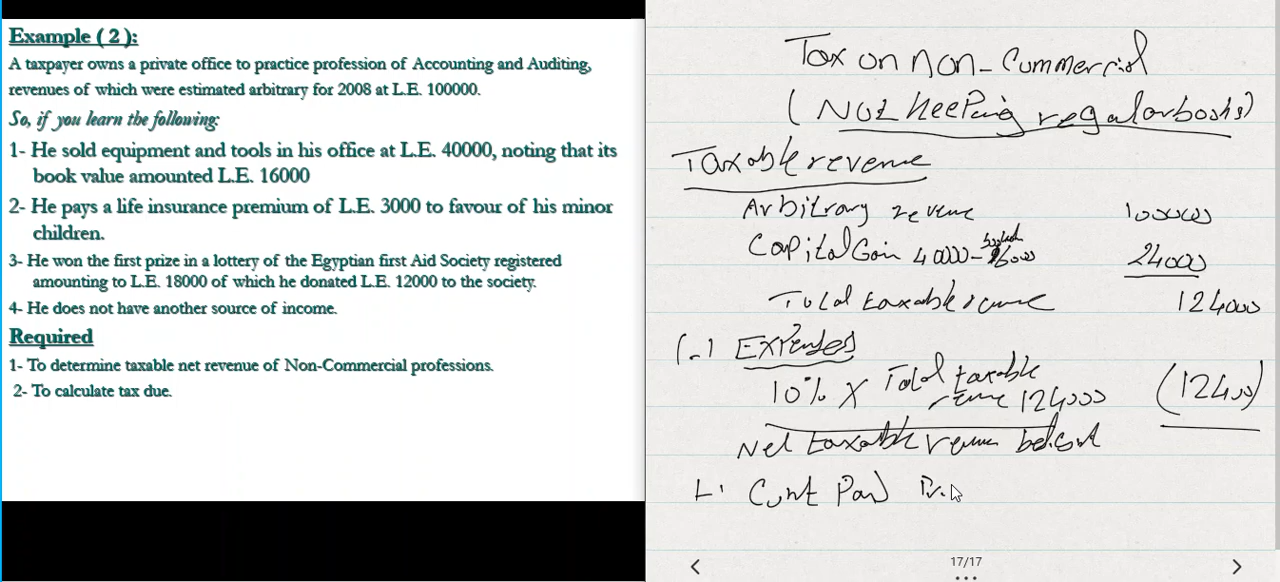 Example ( 2 ):
A taxpayer owns a private office to practice profession of Accounting and Auditing,
revenues of which were estimated arbitrary for 2008 at L.E. 100000.
So, if you learn the following:
1- He sold equipment and tools in his office at L.E. 40000, noting that its
book value amounted L.E. 16000
2- He pays a life insurance premium of L.E. 3000 to favour of his minor
children.
3- He won the first prize in a lottery of the Egyptian first Aid Society registered
amounting to L.E. 18000 of which he donated L.E. 12000 to the society.
4- He does not have another source of income.
Required
1- To determine taxable net revenue of Non-Commercial professions.
2- To calculate tax due.
Tax on non-Commercial
(Not keeping regular books)
Taxable revenue
Arbitrary revenue 100000
Capital Gain 40000-16000 24000
Total taxable revenue 124000
(-) Expenses
10% X Total taxable
revenue 124000 (12400)
Net taxable revenue
17/17